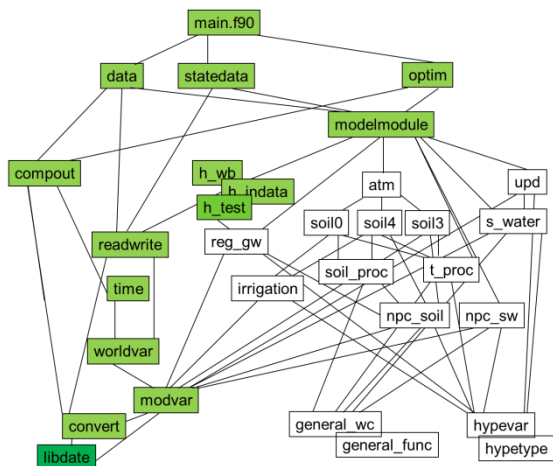 main.f90
data
statedata
optim
modelmodule
compout
h_wb
h_indata
h_test
atm
upd
soil0
soil4
soil3
s_water
readwrite
reg_gw
soil_proc
t_proc
time
irrigation
npc_soil
npc_sw
worldvar
modvar
convert
general_wc
hypevar
general_func
hypetype
libdate